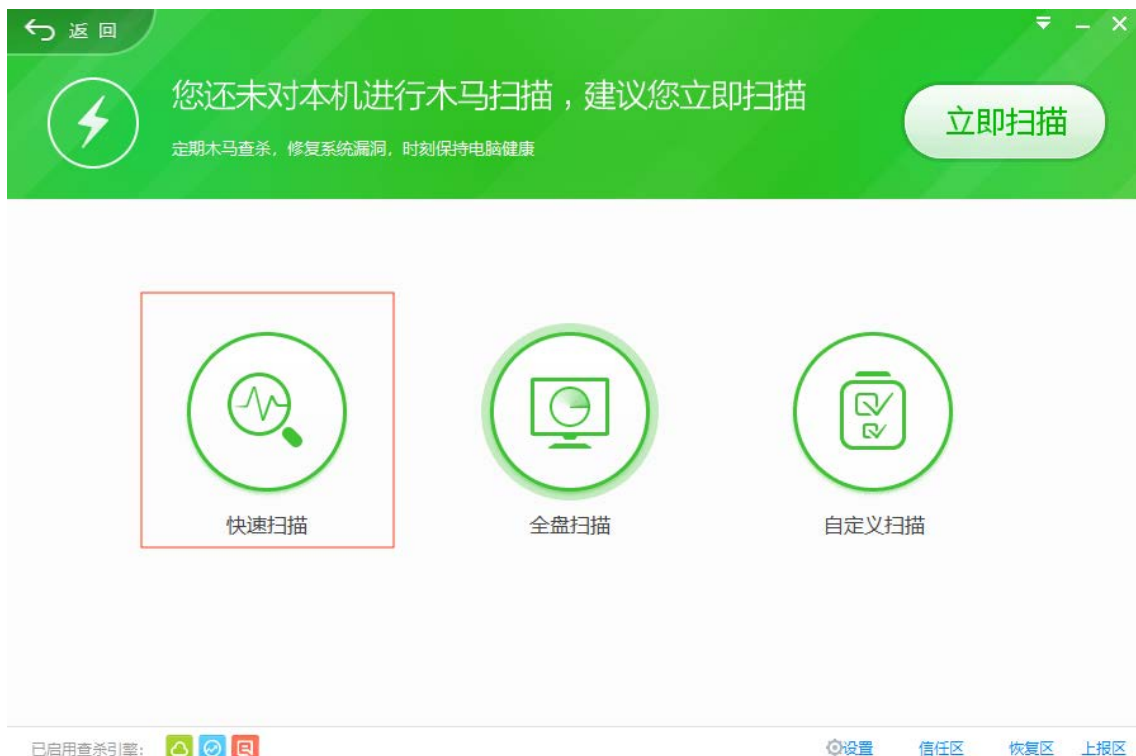 返 回
您还未对本机进行木马扫描，建议您立即扫描
定期木马查杀，修复系统漏洞，时刻保持电脑健康
立即扫描
快速扫描
全盘扫描
自定义扫描
已启用查杀引擎：
设置 信任区 恢复区 上报区